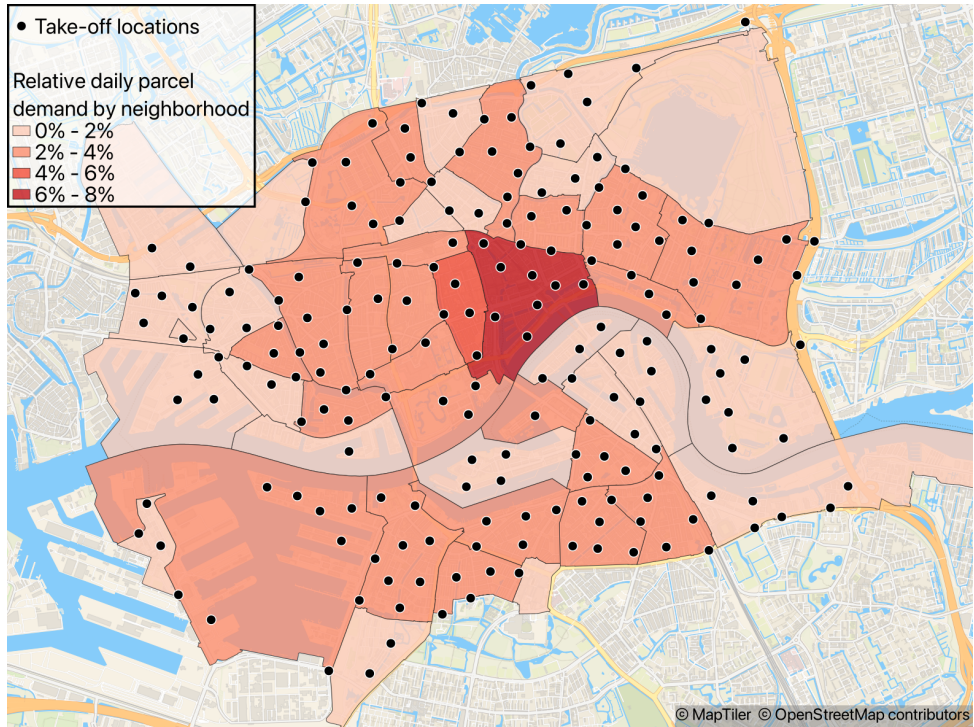 Take-off locations
Relative daily parcel
demand by neighborhood
0% - 2%
2% - 4%
4% - 6%
6% - 8%
© MapTiler © OpenStreetMap contributors